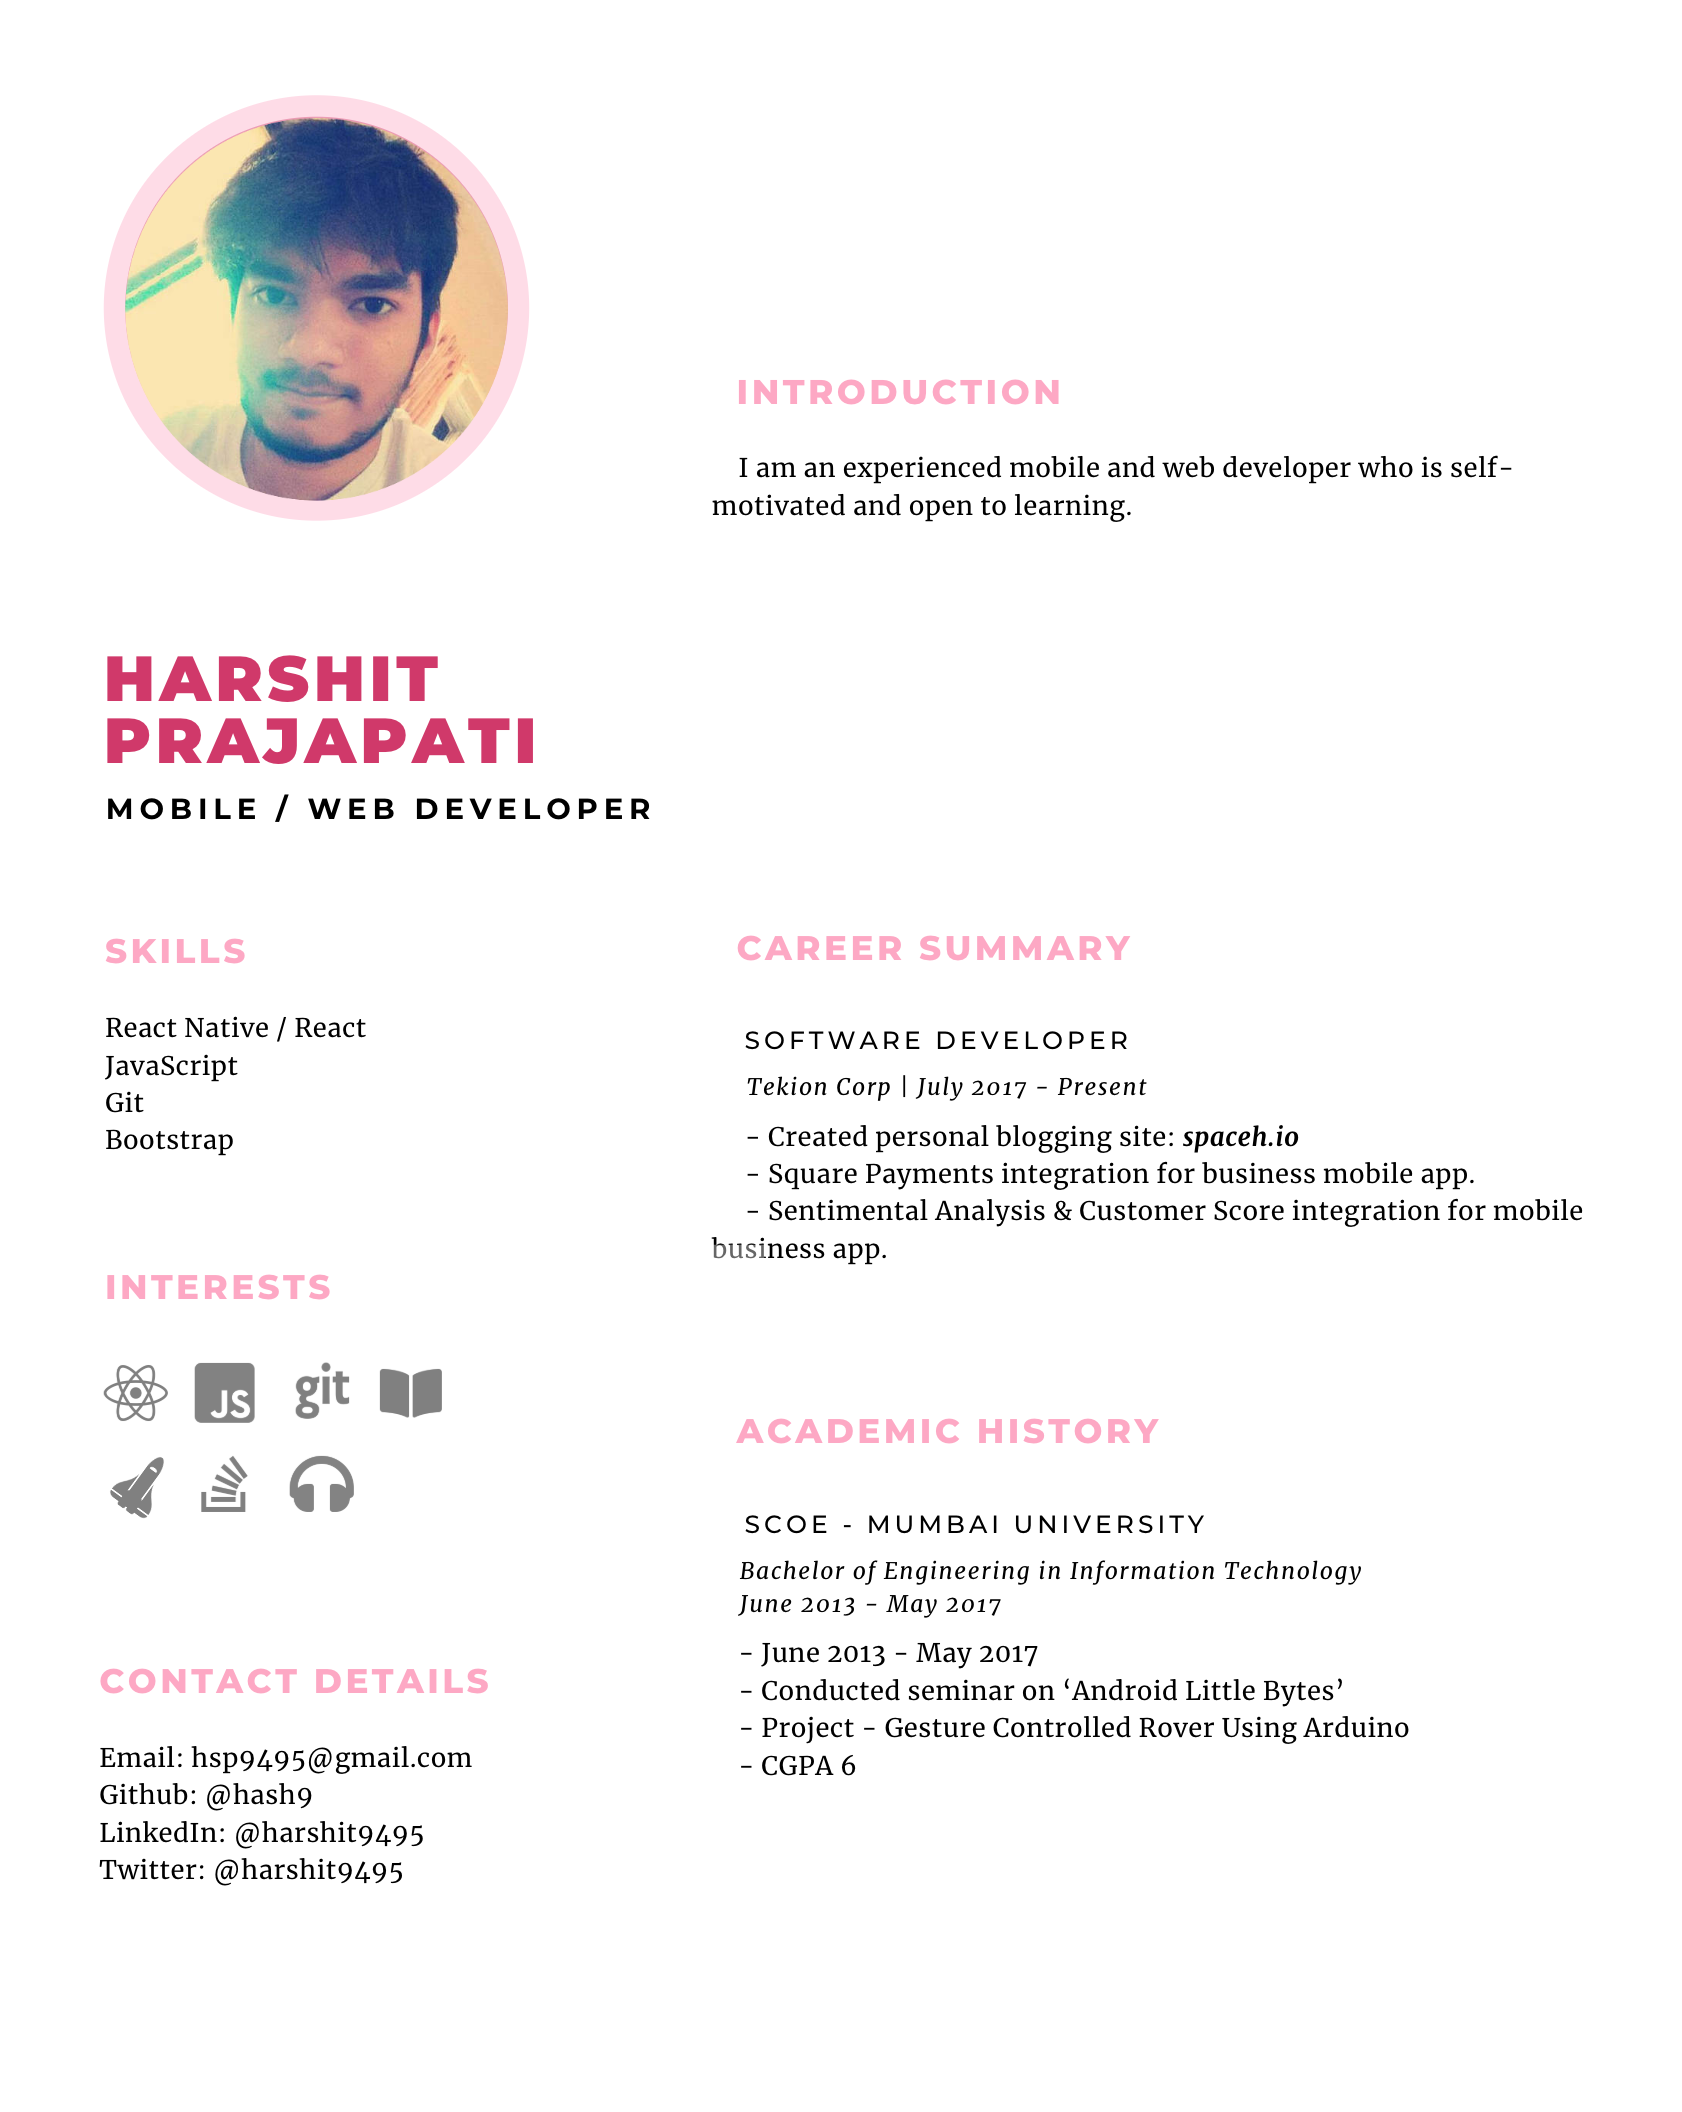 INTRODUCTION
I am an experienced mobile and web developer who is self-
motivated and open to learning.
HARSHIT
PRAJAPATI
MOBILE / WEB DEVELOPER
SKILLS
React Native / React
JavaScript
Git
Bootstrap
INTERESTS
JS
git
CONTACT DETAILS
Email: hsp9495@gmail.com
Github: @hash9
LinkedIn: @harshit9495
Twitter: @harshit9495
CAREER SUMMARY
SOFTWARE DEVELOPER
Tekion Corp | July 2017 - Present
- Created personal blogging site: spaceh.io
- Square Payments integration for business mobile app.
- Sentimental Analysis & Customer Score integration for mobile
business app.
ACADEMIC HISTORY
SCOE - MUMBAI UNIVERSITY
Bachelor of Engineering in Information Technology
June 2013 - May 2017
- June 2013 - May 2017
- Conducted seminar on ‘Android Little Bytes’
- Project - Gesture Controlled Rover Using Arduino
- CGPA 6